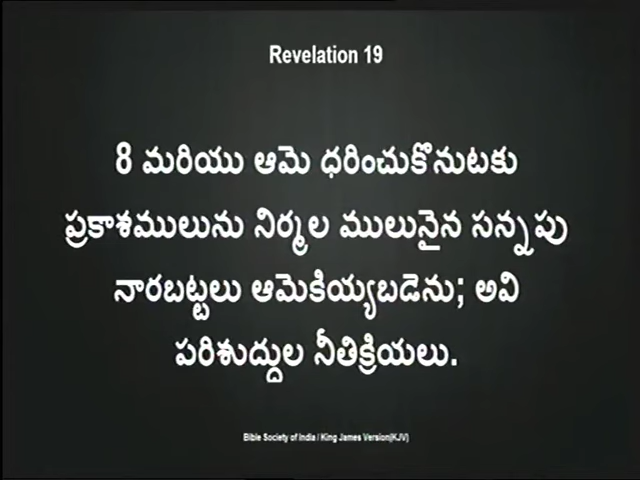 Revelation 19
8 మరియు ఆమె ధరించుకొనుటకు
ప్రకాశములును నిర్మల ములునైన సన్నపు
నారబట్టలు ఆమెకియ్యబడెను; అవి
పరిశుద్ధుల నీతిక్రియలు.
Bible Society of India / King James Version(KJV)